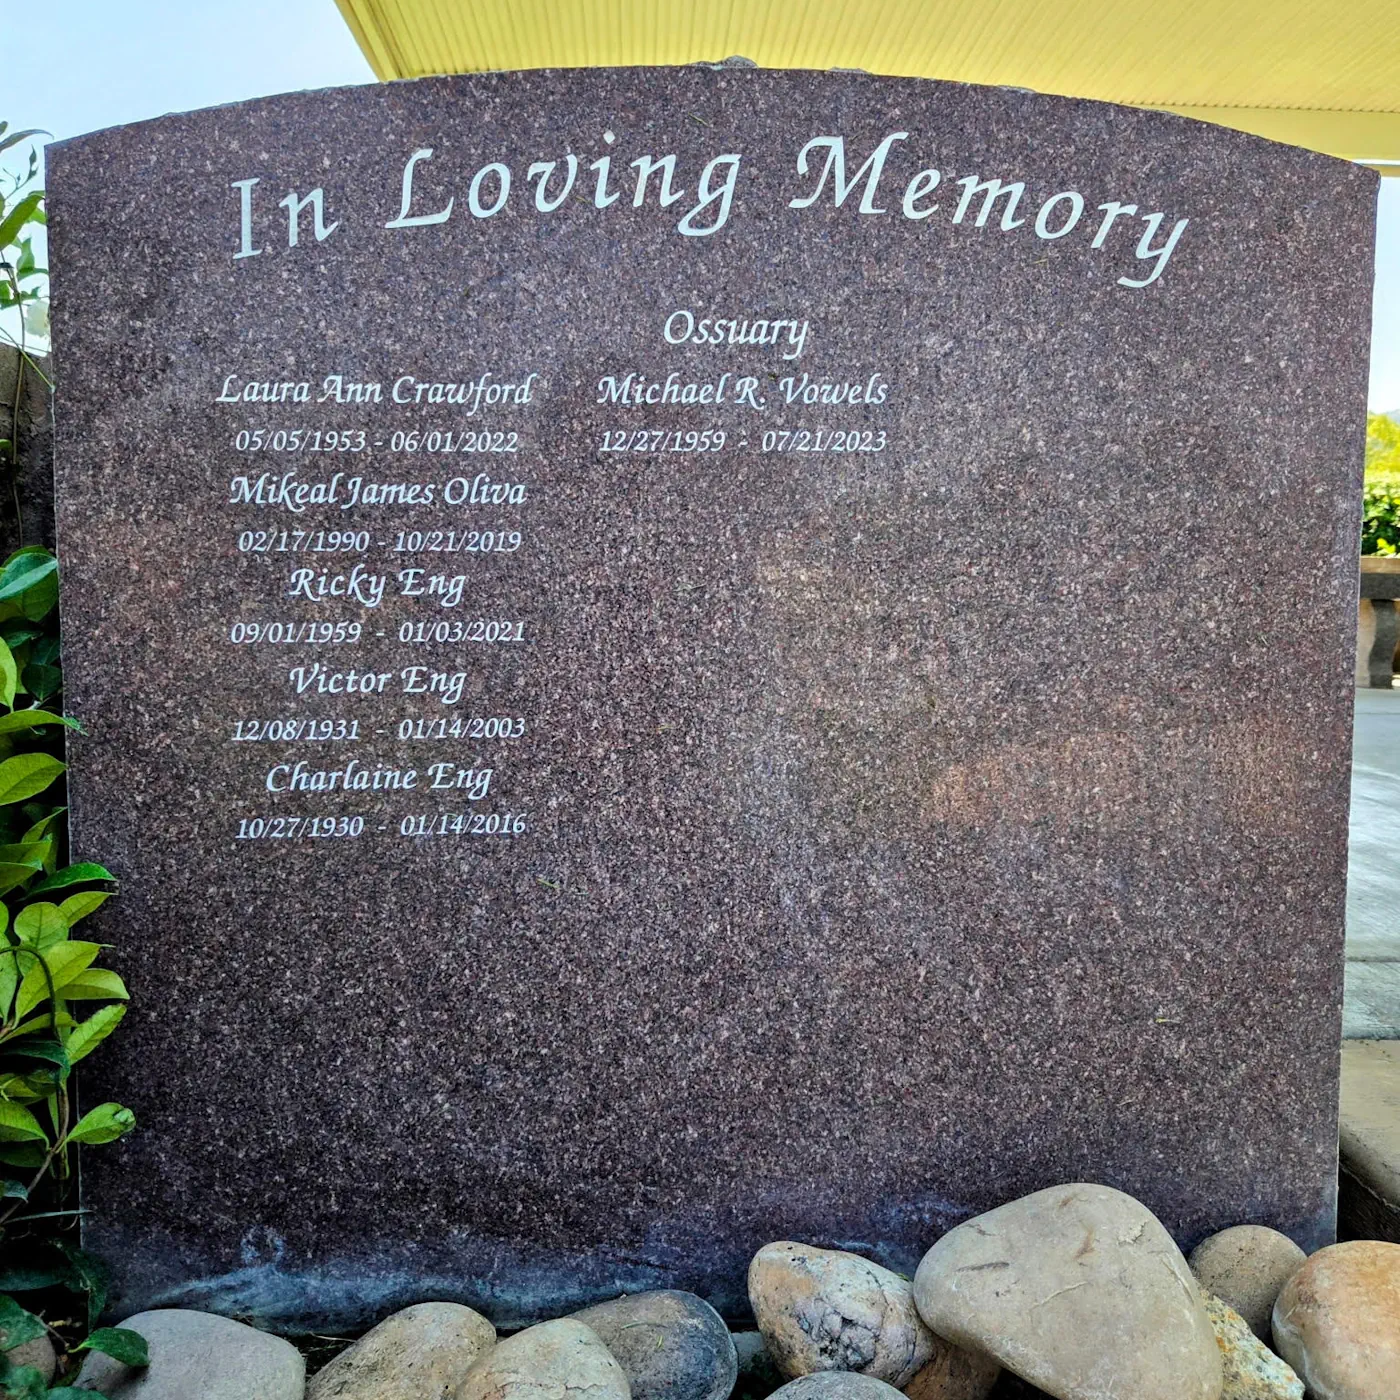 In Loving Memory
Ossuary
Laura Ann Crawford
05/05/1953 - 06/01/2022
Mikeal James Oliva
02/17/1990 - 10/21/2019
Ricky Eng
09/01/1959 - 01/03/2021
Victor Eng
12/08/1931 - 01/14/2003
Charlaine Eng
10/27/1930 - 01/14/2016
Michael R. Vowels
12/27/1959 - 07/21/2023